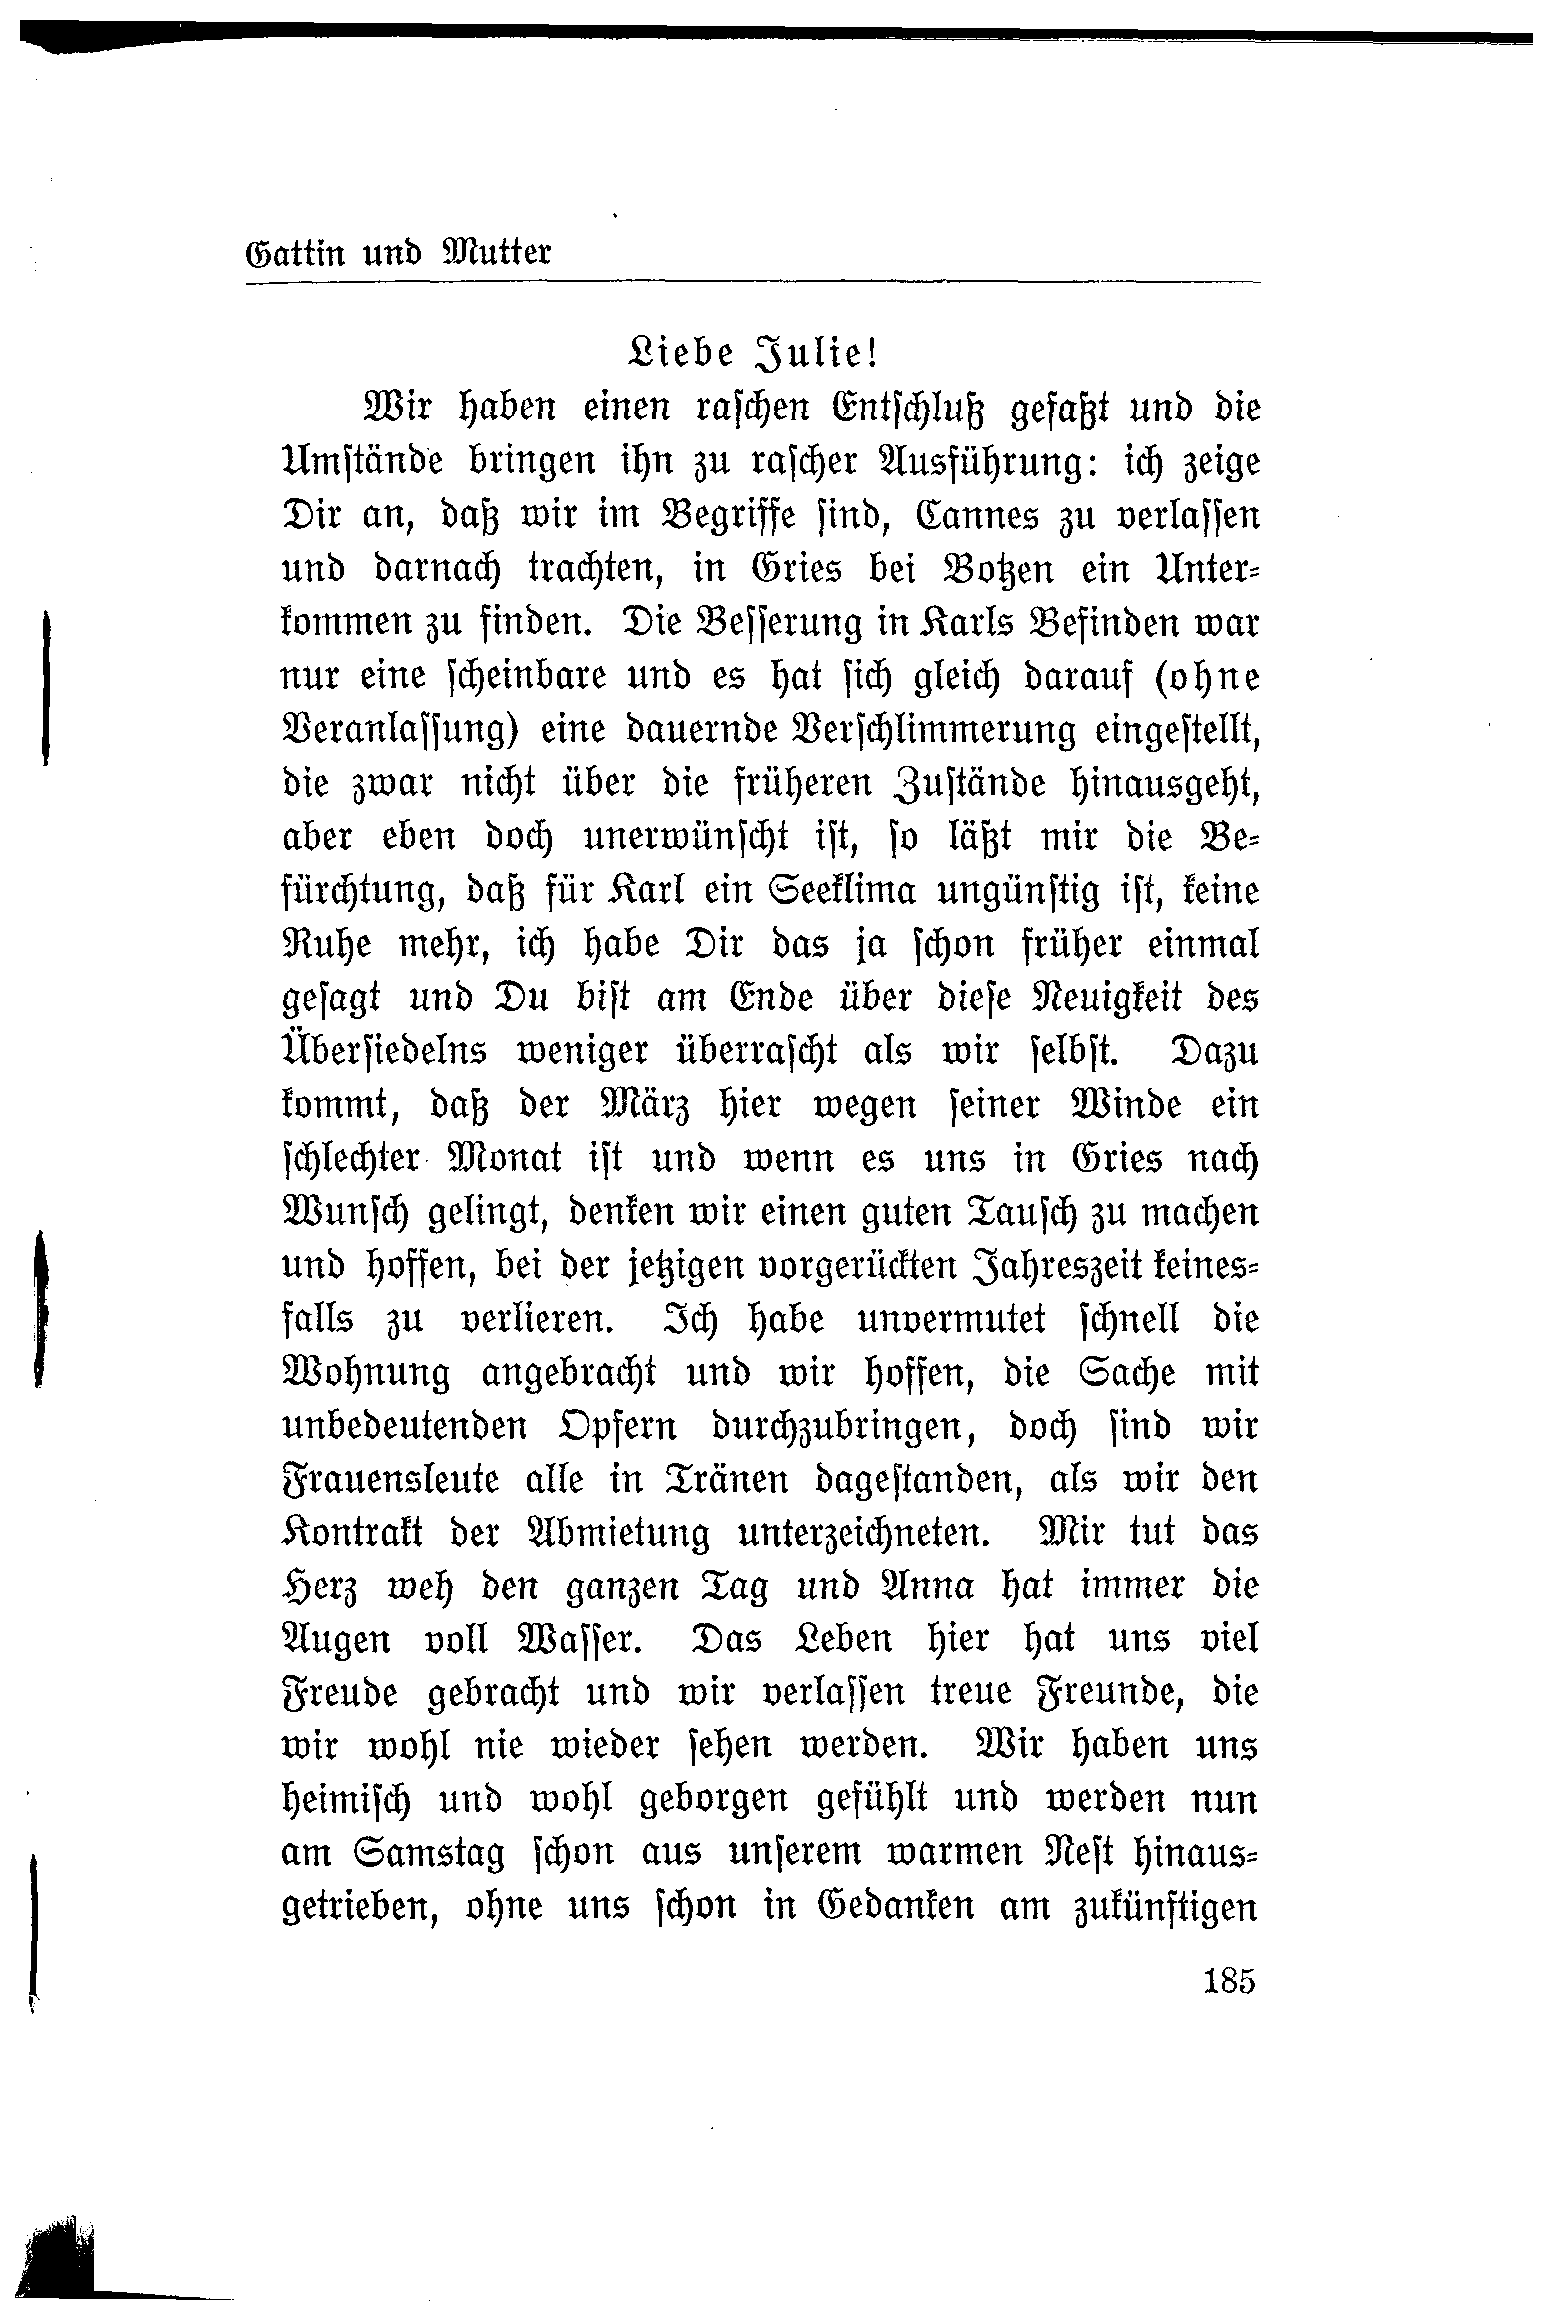 Gattin und Mutter
Liebe Julie!
Wir haben einen raschen Entschluß gefaßt und die
Umstände bringen ihn zu rascher Ausführung: ich zeige
Dir an, daß wir im Begriffe sind, Cannes zu verlassen
und darnach trachten, in Gries bei Botzen ein Unter-
kommen zu finden. Die Besserung in Karls Befinden war
nur eine scheinbare und es hat sich gleich darauf (ohne
Veranlassung) eine dauernde Verschlimmerung eingestellt,
die zwar nicht über die früheren Zustände hinausgeht,
aber eben doch unerwünscht ist, so läßt mir die Be-
fürchtung, daß für Karl ein Seeklima ungünstig ist, keine
Ruhe mehr, ich habe Dir das ja schon früher einmal
gesagt und Du bist am Ende über diese Neuigkeit des
Übersiedelns weniger überrascht als wir selbst. Dazu
kommt, daß der März hier wegen seiner Winde ein
schlechter Monat ist und wenn es uns in Gries nach
Wunsch gelingt, denken wir einen guten Tausch zu machen
und hoffen, bei der jetzigen vorgerückten Jahreszeit keines-
falls zu verlieren. Ich habe unvermutet schnell die
Wohnung angebracht und wir hoffen, die Sache mit
unbedeutenden Opfern durchzubringen, doch sind wir
Frauensleute alle in Tränen dagestanden, als wir den
Kontrakt der Abmietung unterzeichneten. Mir tut das
Herz weh den ganzen Tag und Anna hat immer die
Augen voll Wasser. Das Leben hier hat uns viel
Freude gebracht und wir verlassen treue Freunde, die
wir wohl nie wieder sehen werden. Wir haben uns
heimisch und wohl geborgen gefühlt und werden nun
am Samstag schon aus unserem warmen Nest hinaus-
getrieben, ohne uns schon in Gedanken am zukünftigen
185